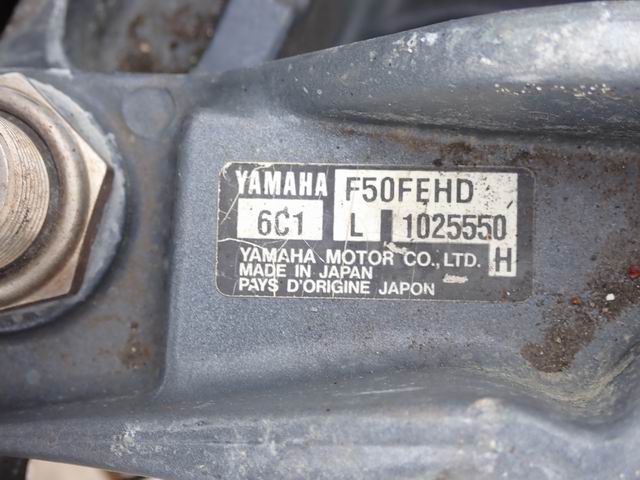 YAMAHA F50FEHD
6C1 L 1025550
YAMAHA MOTOR CO., LTD. H
MADE IN JAPAN
PAYS D'ORIGINE JAPON